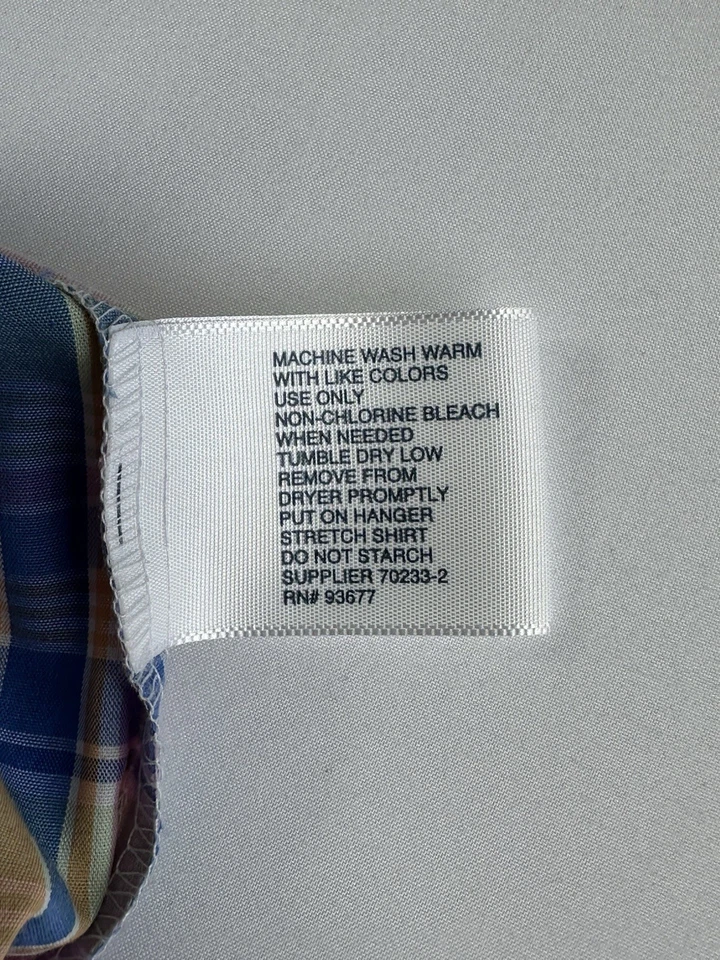 MACHINE WASH WARM
WITH LIKE COLORS
USE ONLY
NON-CHLORINE BLEACH
WHEN NEEDED
TUMBLE DRY LOW
REMOVE FROM
DRYER PROMPTLY
PUT ON HANGER
STRETCH SHIRT
DO NOT STARCH
SUPPLIER 70233-2
RN# 93677